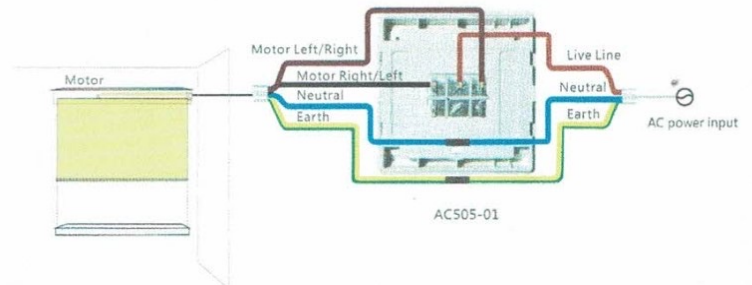 Motor Left/Right
Live Line
Motor
Motor Right/Left
Neutral
Neutral
Earth
Earth
AC power input
AC505-01